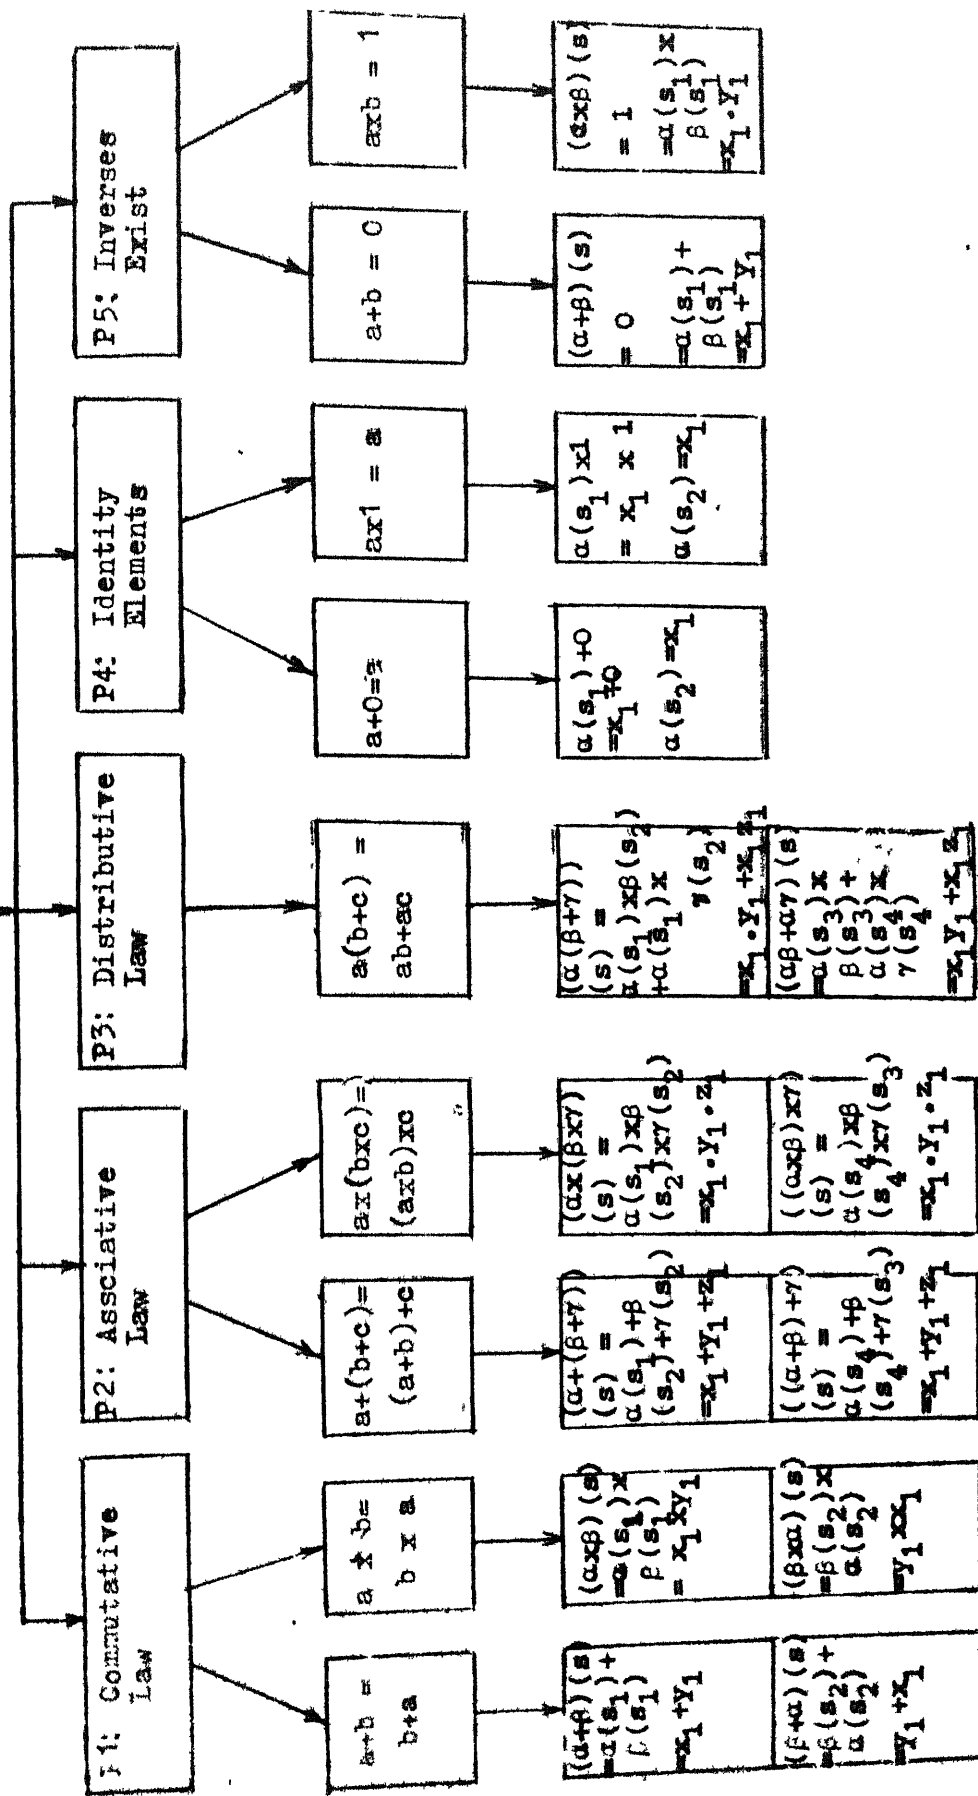 P1: Commutative
Law
P2: Assciative
Law
P3: Distributive
Law
P4: Identity
Elements
P5: Inverses
Exist
a+b =
b+a
a x b=
b x a
a+(b+c)=
(a+b)+c
ax(bxc)=
(axb)xc
a(b+c) =
ab+ac
a+0=a
ax1 = a
a+b = 0
axb = 1
(α+β)(s)
=α(s₁)+
β(s₁)
=x₁+y₁
(β+α)(s)
=β(s₂)+
α(s₂)
=y₁+x₁
(αxβ)(s)
=α(s₁)x
β(s₁)
= x₁xy₁
(βxα)(s)
=β(s₂)x
α(s₂)
=y₁xx₁
(α+(β+γ))
(s) =
α(s₁)+β
(s₂)+γ(s₂)
=x₁+y₁+z₁
((α+β)+γ)
(s) =
α(s₄)+β
(s₄)+γ(s₃)
=x₁+y₁+z₁
(αx(βxγ))
(s) =
α(s₁)xβ
(s₂)xγ(s₂)
=x₁·y₁·z₁
((αxβ)xγ)
(s) =
α(s₄)xβ
(s₄)xγ(s₃)
=x₁·y₁·z₁
(α(β+γ))
(s) =
α(s₁)xβ(s₂)
+α(s₁)x
γ(s₂)
=x₁·y₁+x₁z₁
(αβ+αγ)(s)
=α(s₃)x
β(s₃)+
α(s₄)x
γ(s₄)
=x₁y₁+x₁z₁
α(s₁)+0
=x₁+0
α(s₂)=x₁
α(s₁)x1
= x₁ x 1
α(s₂)=x₁
(α+β)(s)
= 0
=α(s₁)+
β(s₁)
=x₁+y₁
(αxβ)(s)
= 1
=α(s₁)x
β(s₁)
=x₁·y₁